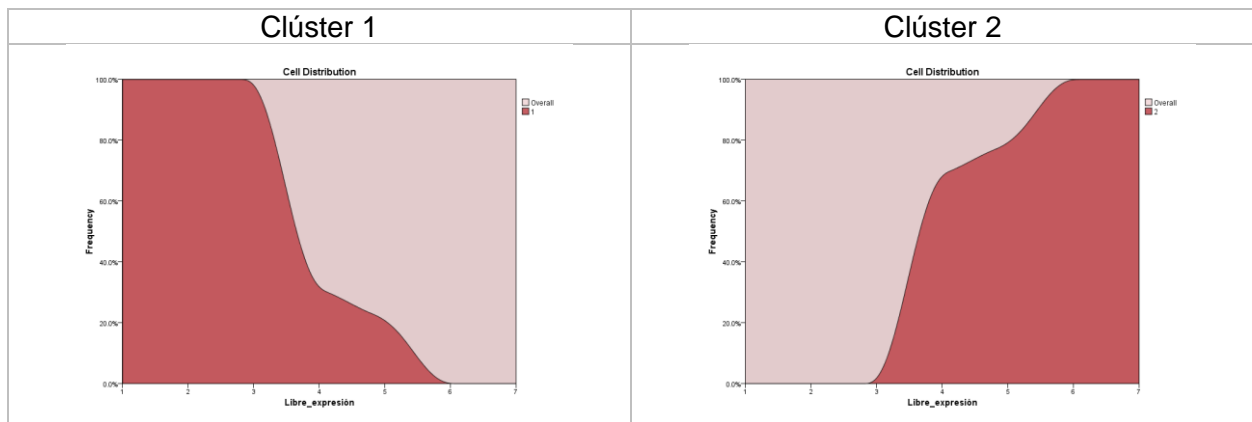 Clúster 1
Clúster 2
Cell Distribution
100.0%
80.0%
60.0%
40.0%
20.0%
0.0%
Frequency
1 2 3 4 5 6 7
Libre_expresión
Overall
1
Cell Distribution
100.0%
80.0%
60.0%
40.0%
20.0%
0.0%
Frequency
1 2 3 4 5 6 7
Libre_expresión
Overall
2